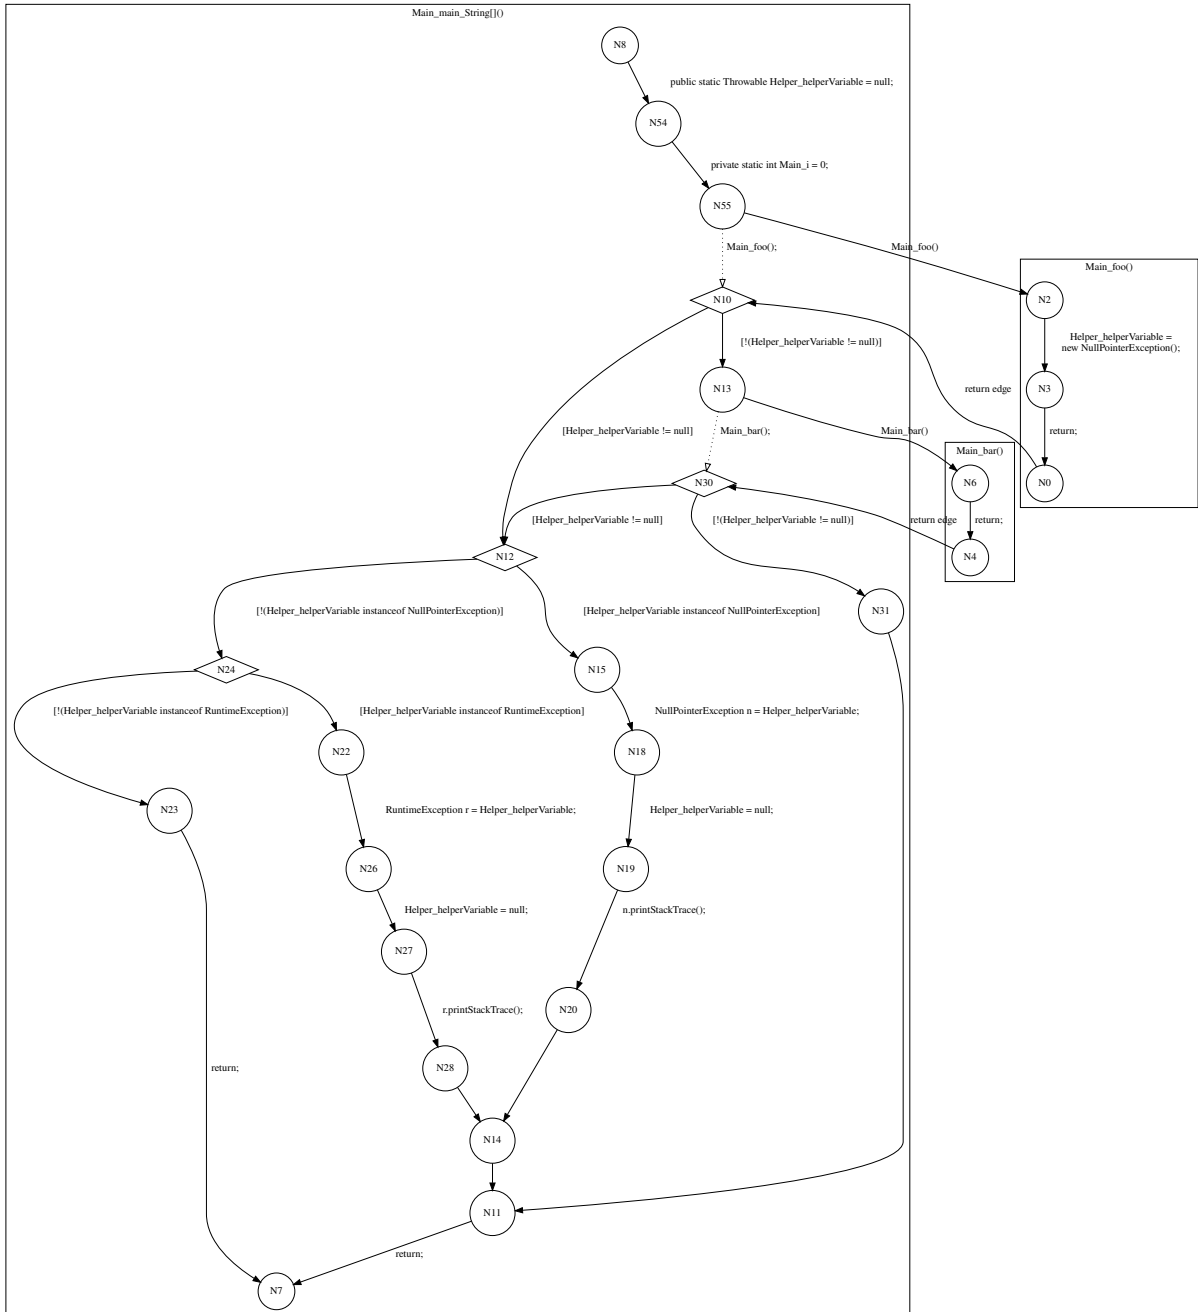 Main_main_String[]()
N8
public static Throwable Helper_helperVariable = null;
N54
private static int Main_i = 0;
N55
Main_foo();
Main_foo()
Main_foo()
N2
N10
Helper_helperVariable =
new NullPointerException();
[!(Helper_helperVariable != null)]
N13
return edge
N3
[Helper_helperVariable != null]
Main_bar();
Main_bar()
return;
Main_bar()
N30
N6
N0
[Helper_helperVariable != null]
[!(Helper_helperVariable != null)]
return edge
return;
N12
N4
[!(Helper_helperVariable instanceof NullPointerException)]
[Helper_helperVariable instanceof NullPointerException]
N31
N24
N15
[!(Helper_helperVariable instanceof RuntimeException)]
[Helper_helperVariable instanceof RuntimeException]
NullPointerException n = Helper_helperVariable;
N22
N18
N23
RuntimeException r = Helper_helperVariable;
Helper_helperVariable = null;
N26
N19
Helper_helperVariable = null;
n.printStackTrace();
N27
r.printStackTrace();
N20
return;
N28
N14
N11
return;
N7